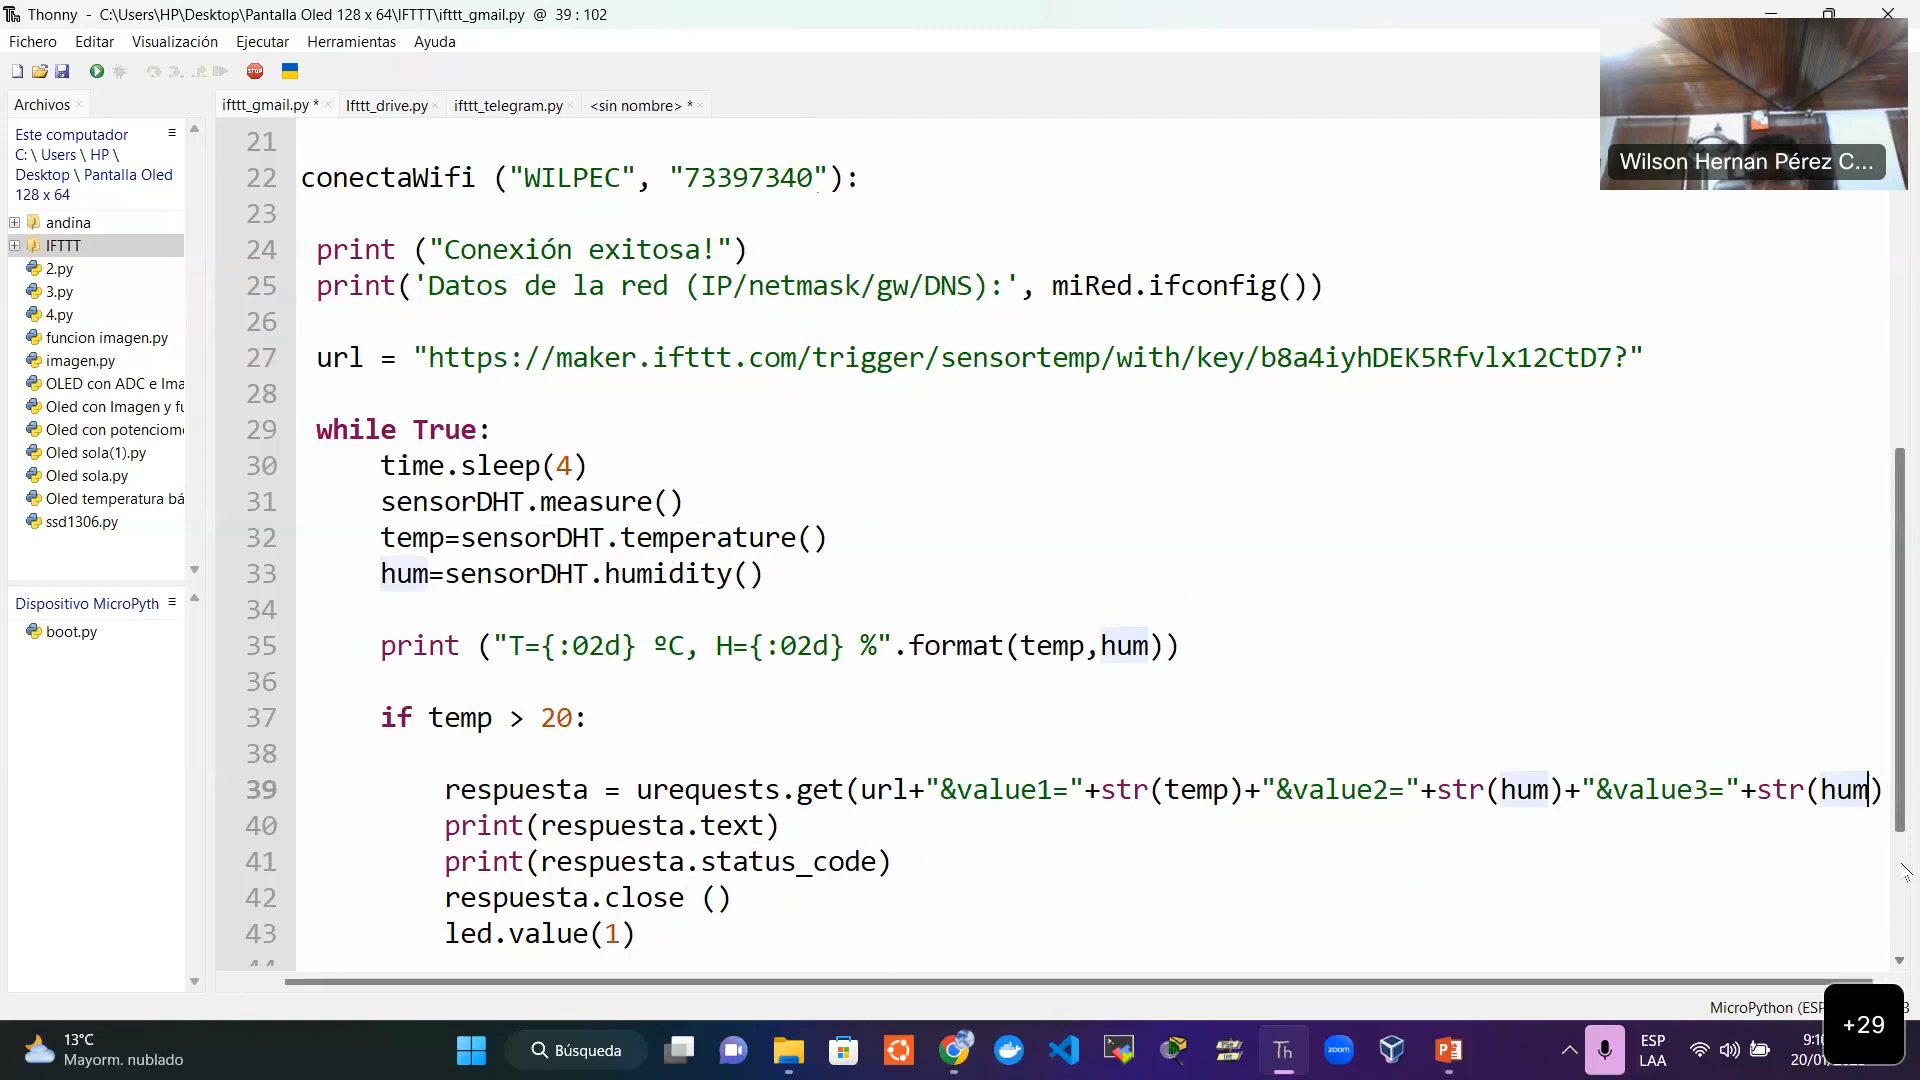 Thonny - C:\Users\HP\Desktop\Pantalla Oled 128 x 64\IFTTT\ifttt_gmail.py @ 39 : 102
Fichero Editar Visualización Ejecutar Herramientas Ayuda
Archivos
ifttt_gmail.py * Ifttt_drive.py ifttt_telegram.py <sin nombre> *
Este computador
C: \ Users \ HP \
Desktop \ Pantalla Oled
128 x 64
andina
IFTTT
2.py
3.py
4.py
funcion imagen.py
imagen.py
OLED con ADC e Ima
Oled con Imagen y fu
Oled con potenciom
Oled sola(1).py
Oled sola.py
Oled temperatura bá
ssd1306.py
Dispositivo MicroPyth
boot.py
21
22 conectaWifi ("WILPEC", "73397340"):
23
24 print ("Conexión exitosa!")
25 print('Datos de la red (IP/netmask/gw/DNS):', miRed.ifconfig())
26
27 url = "https://maker.ifttt.com/trigger/sensortemp/with/key/b8a4iyhDEK5Rfvlx12CtD7?"
28
29 while True:
30 time.sleep(4)
31 sensorDHT.measure()
32 temp=sensorDHT.temperature()
33 hum=sensorDHT.humidity()
34
35 print ("T={:02d} ºC, H={:02d} %".format(temp,hum))
36
37 if temp > 20:
38
39 respuesta = urequests.get(url+"&value1="+str(temp)+"&value2="+str(hum)+"&value3="+str(hum)
40 print(respuesta.text)
41 print(respuesta.status_code)
42 respuesta.close ()
43 led.value(1)
44
Wilson Hernan Pérez C...
MicroPython (ESP
+29
13°C
Mayorm. nublado
Búsqueda
Th
zoom
ESP
LAA
9:10
20/01/